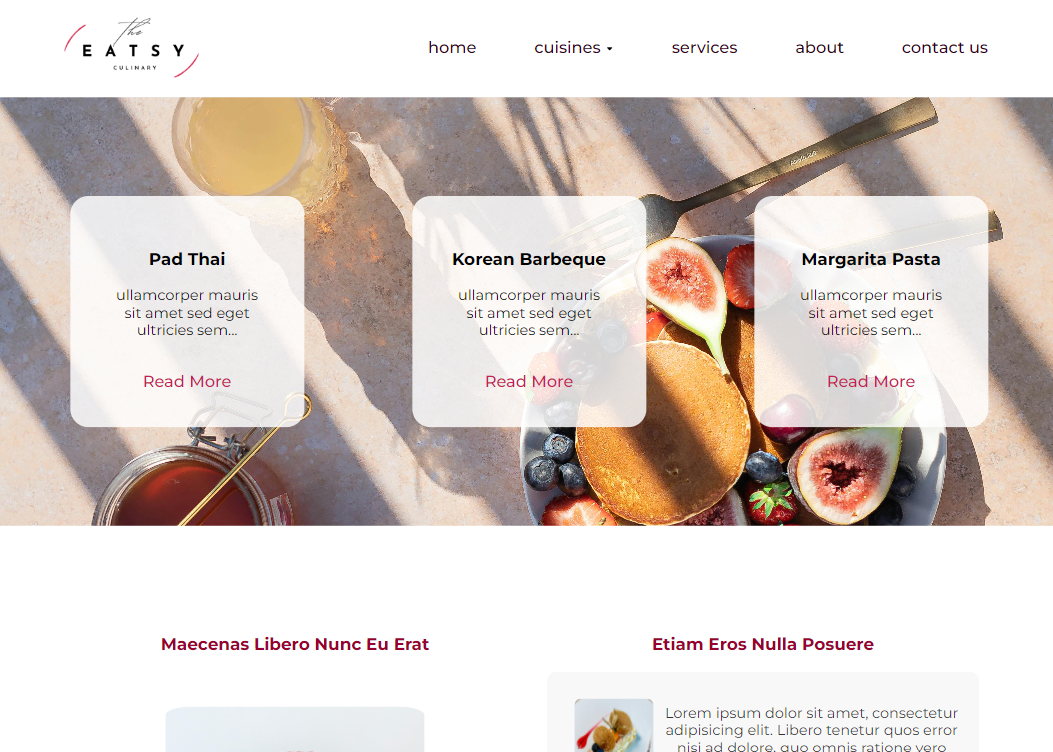 the
EATSY
CULINARY
home cuisines services about contact us
Pad Thai
ullamcorper mauris
sit amet sed eget
ultricies sem...
Read More
Korean Barbeque
ullamcorper mauris
sit amet sed eget
ultricies sem...
Read More
Margarita Pasta
ullamcorper mauris
sit amet sed eget
ultricies sem...
Read More
Maecenas Libero Nunc Eu Erat
Etiam Eros Nulla Posuere
Lorem ipsum dolor sit amet, consectetur
adipisicing elit. Libero tenetur quos error
nisi ad dolore, quo omnis ratione vero